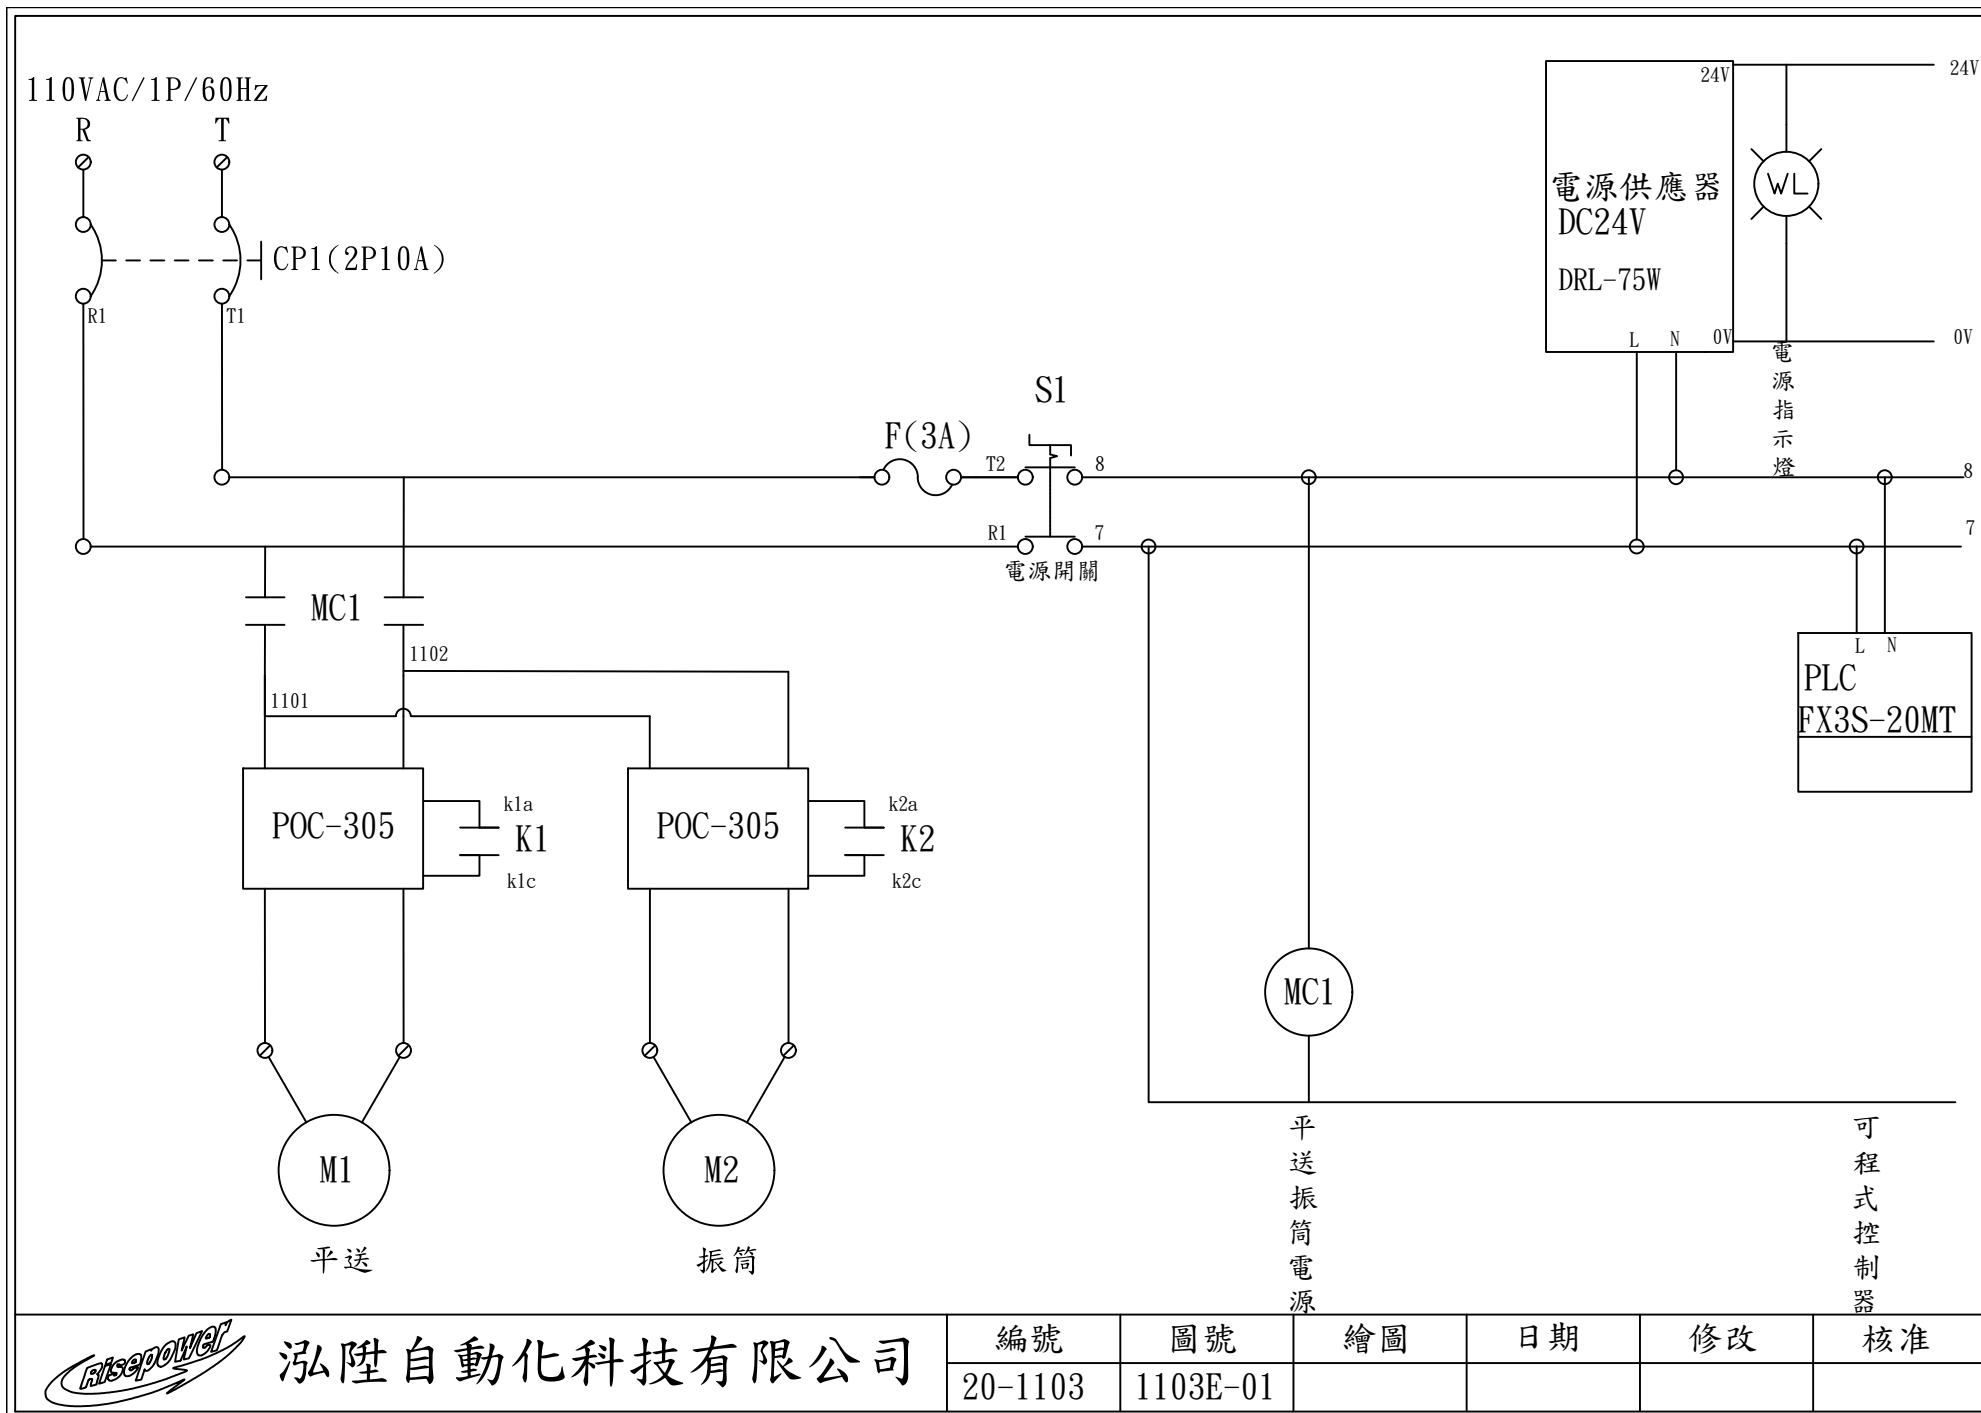 110VAC/1P/60Hz
R
T
CP1(2P10A)
R1
T1
24V
24V
電源供應器
DC24V
DRL-75W
L
N
0V
0V
WL
電源指示燈
S1
F(3A)
T2
8
R1
7
電源開關
8
7
MC1
1102
1101
L
N
PLC
FX3S-20MT
POC-305
k1a
K1
k1c
POC-305
k2a
K2
k2c
MC1
M1
M2
平送
振筒
平送振筒電源
可程式控制器
Risepower
泓陞自動化科技有限公司
編號
圖號
繪圖
日期
修改
核准
20-1103
1103E-01